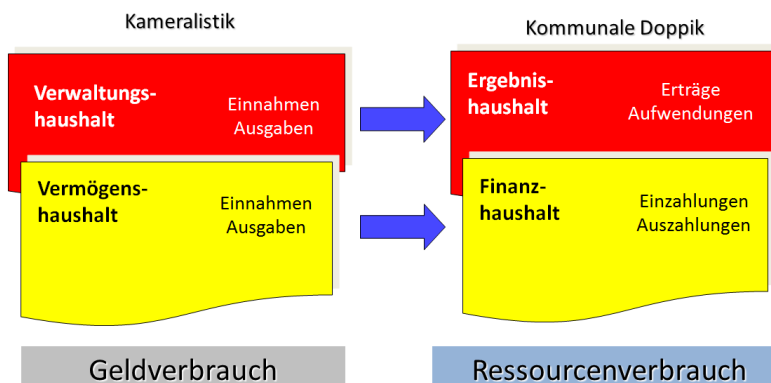 Kameralistik
Verwaltungs-
haushalt
Einnahmen
Ausgaben
Vermögens-
haushalt
Einnahmen
Ausgaben
Geldverbrauch
Kommunale Doppik
Ergebnis-
haushalt
Erträge
Aufwendungen
Finanz-
haushalt
Einzahlungen
Auszahlungen
Ressourcenverbrauch